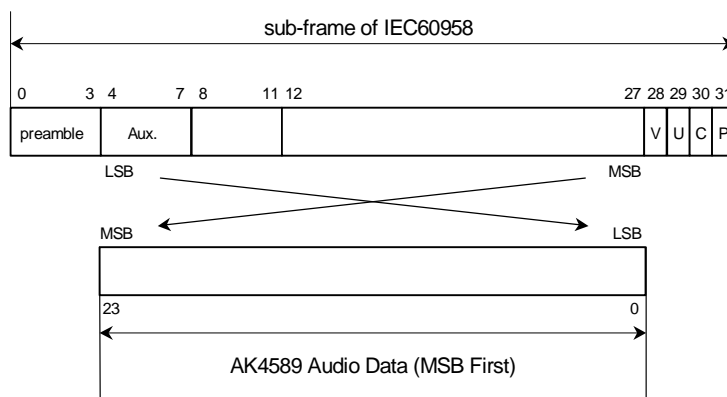 sub-frame of IEC60958
0 3 4 7 8 11 12 27 28 29 30 31
preamble Aux. V U C P
LSB MSB
MSB LSB
23 0
AK4589 Audio Data (MSB First)